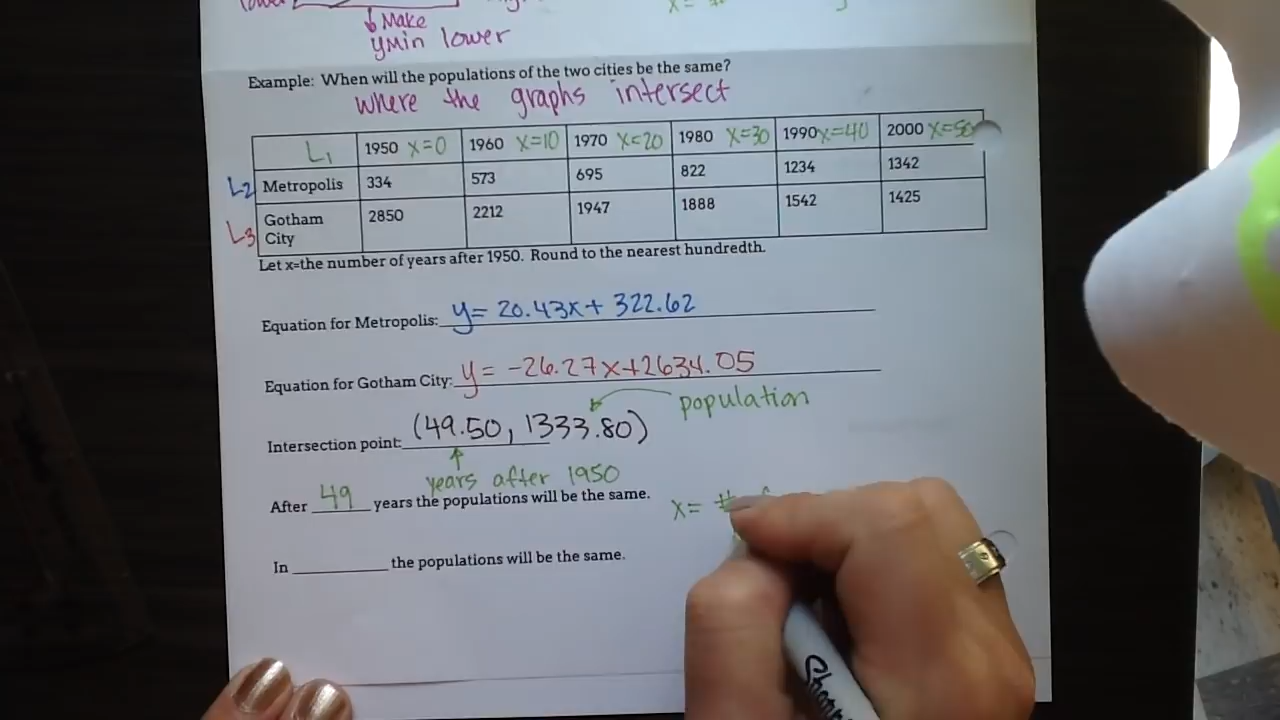 Make
ymin lower
x=
Example: When will the populations of the two cities be the same?
where the graphs intersect
L1 1950 x=0 1960 x=10 1970 x=20 1980 x=30 1990 x=40 2000 x=50
L2 Metropolis 334 573 695 822 1234 1342
L3 Gotham City 2850 2212 1947 1888 1542 1425
Let x=the number of years after 1950. Round to the nearest hundredth.
Equation for Metropolis: y= 20.43x+ 322.62
Equation for Gotham City: y= -26.27x+2634.05
population
Intersection point: (49.50, 1333.80)
years after 1950
After 49 years the populations will be the same.
x= #
In __________ the populations will be the same.